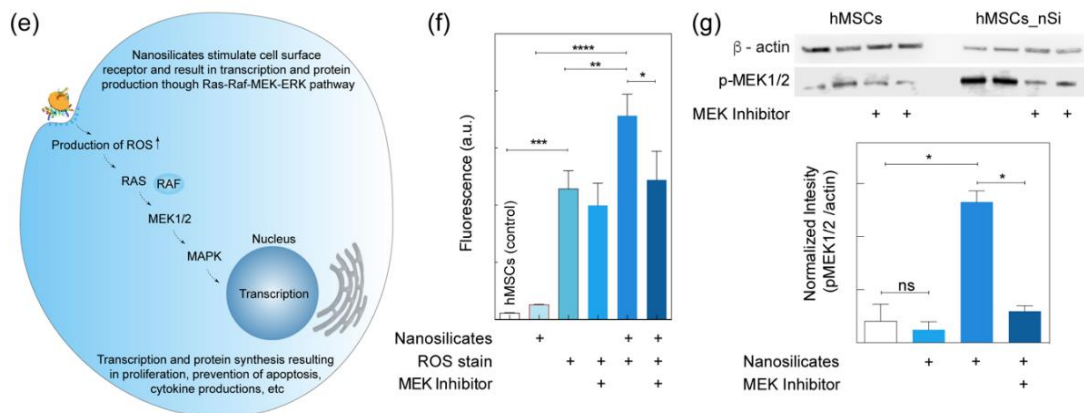 (e)
Nanosilicates stimulate cell surface
receptor and result in transcription and protein
production though Ras-Raf-MEK-ERK pathway
Production of ROS
RAS
RAF
MEK1/2
MAPK
Nucleus
Transcription
Transcription and protein synthesis resulting
in proliferation, prevention of apoptosis,
cytokine productions, etc
(f)
****
**
*
***
Fluorescence (a.u.)
hMSCs (control)
Nanosilicates + + +
ROS stain + + + +
MEK Inhibitor + +
(g)
hMSCs hMSCs_nSi
β - actin
p-MEK1/2
MEK Inhibitor + + + +
*
*
ns
Normalized Intesity
(pMEK1/2 /actin)
Nanosilicates + + +
MEK Inhibitor +